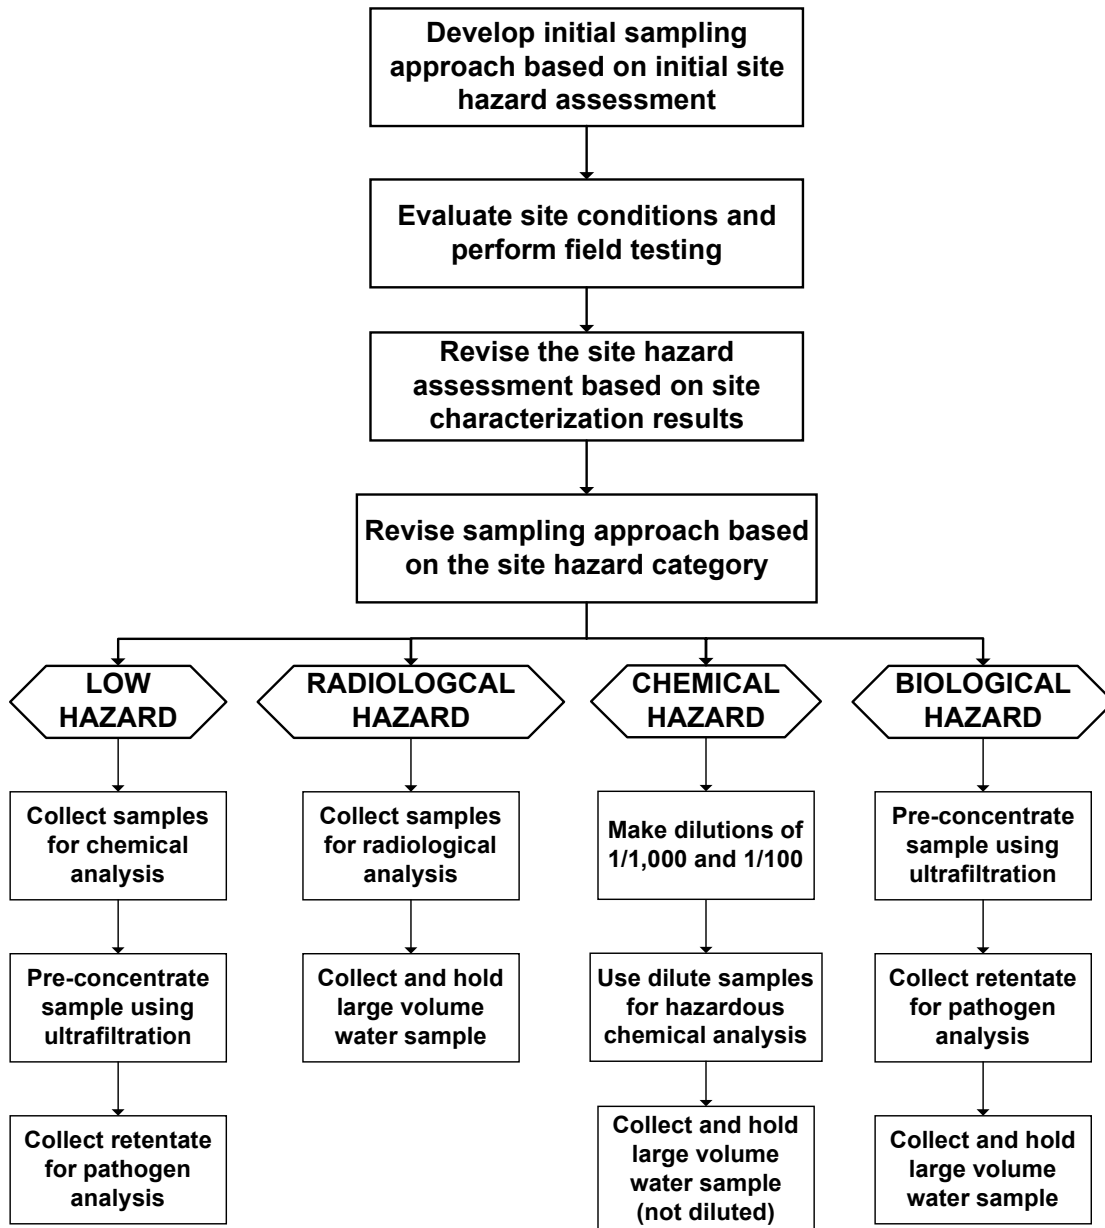 Develop initial sampling
approach based on initial site
hazard assessment
Evaluate site conditions and
perform field testing
Revise the site hazard
assessment based on site
characterization results
Revise sampling approach based
on the site hazard category
LOW
HAZARD
RADIOLOGCAL
HAZARD
CHEMICAL
HAZARD
BIOLOGICAL
HAZARD
Collect samples
for chemical
analysis
Pre-concentrate
sample using
ultrafiltration
Collect retentate
for pathogen
analysis
Collect samples
for radiological
analysis
Collect and hold
large volume
water sample
Make dilutions of
1/1,000 and 1/100
Use dilute samples
for hazardous
chemical analysis
Collect and hold
large volume
water sample
(not diluted)
Pre-concentrate
sample using
ultrafiltration
Collect retentate
for pathogen
analysis
Collect and hold
large volume
water sample